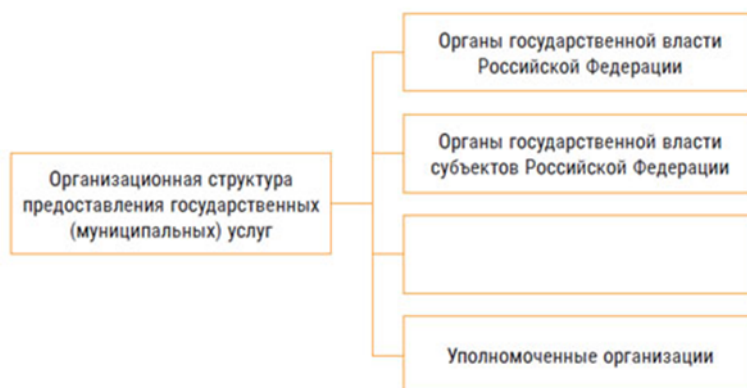 Органы государственной власти
Российской Федерации
Органы государственной власти
субъектов Российской Федерации
Организационная структура
предоставления государственных
(муниципальных) услуг
Уполномоченные организации